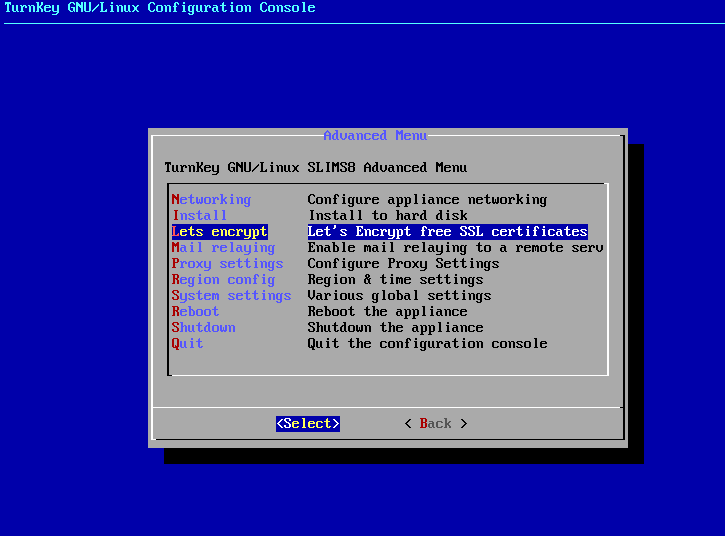 TurnKey GNU/Linux Configuration Console
Advanced Menu
TurnKey GNU/Linux SLIMS8 Advanced Menu
Networking Configure appliance networking
Install Install to hard disk
Lets encrypt Let's Encrypt free SSL certificates
Mail relaying Enable mail relaying to a remote serv
Proxy settings Configure Proxy Settings
Region config Region & time settings
System settings Various global settings
Reboot Reboot the appliance
Shutdown Shutdown the appliance
Quit Quit the configuration console
<Select> < Back >